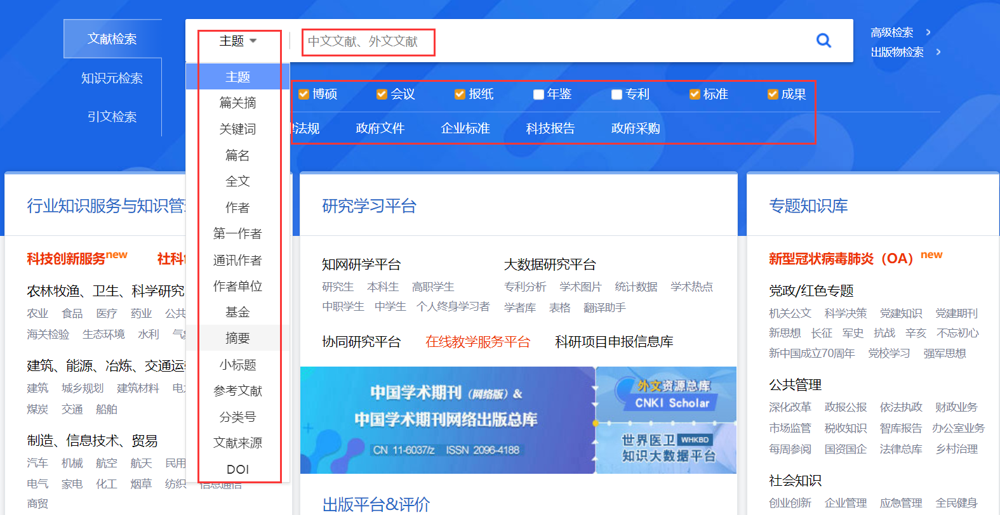 文献检索
知识元检索
引文检索
主题
中文文献、外文文献
高级检索 >
出版物检索 >
主题
篇关摘
关键词
篇名
全文
作者
第一作者
通讯作者
作者单位
基金
摘要
小标题
参考文献
分类号
文献来源
DOI
博硕 会议 报纸 年鉴 专利 标准 成果
法规 政府文件 企业标准 科技报告 政府采购
行业知识服务与知识管
科技创新服务new 社科
农林牧渔、卫生、科学研究
农业 食品 医疗 药业 公共
海关检验 生态环境 水利 气
建筑、能源、冶炼、交通运
建筑 城乡规划 建筑材料 电
煤炭 交通 船舶
制造、信息技术、贸易
汽车 机械 航空 航天 民用
电气 家电 化工 烟草 纺织 信息通信
商贸
研究学习平台
知网研学平台
研究生 本科生 高职学生
中职学生 中学生 个人终身学习者
大数据研究平台
专利分析 学术图片 统计数据 学术热点
学者库 表格 翻译助手
协同研究平台 在线教学服务平台 科研项目申报信息库
中国学术期刊（网络版）&
中国学术期刊网络出版总库
CN 11-6037/z ISSN 2096-4188
外文资源总库
CNKI Scholar
世界医卫 WHKBD
知识大数据平台
出版平台&评价
专题知识库
新型冠状病毒肺炎（OA）new
党政/红色专题
机关公文 科学决策 党建知识 党建期刊
新思想 长征 军史 抗战 辛亥 不忘初心
新中国成立70周年 党校学习 强军思想
公共管理
深化改革 政报公报 依法执政 财政业务
市场监管 税收知识 智库报告 办公室业务
每周参阅 国资国企 法律总库 乡村治理
社会知识
创业创新 企业管理 应急管理 全民健身